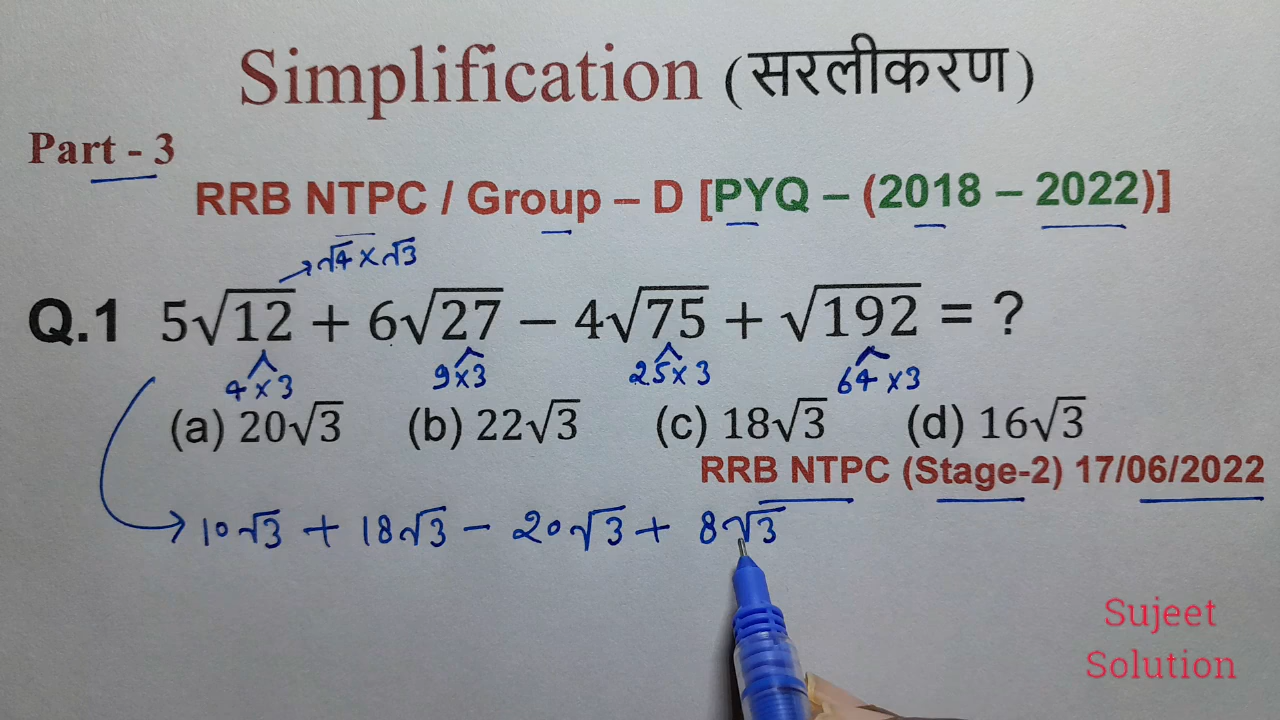 Simplification (सरलीकरण)
Part - 3
RRB NTPC / Group – D [PYQ – (2018 – 2022)]
√4 × √3
Q.1 5√12 + 6√27 − 4√75 + √192 = ?
4 × 3 9×3 25×3 64×3
(a) 20√3 (b) 22√3 (c) 18√3 (d) 16√3
RRB NTPC (Stage-2) 17/06/2022
10√3 + 18√3 − 20√3 + 8√3
Sujeet
Solution